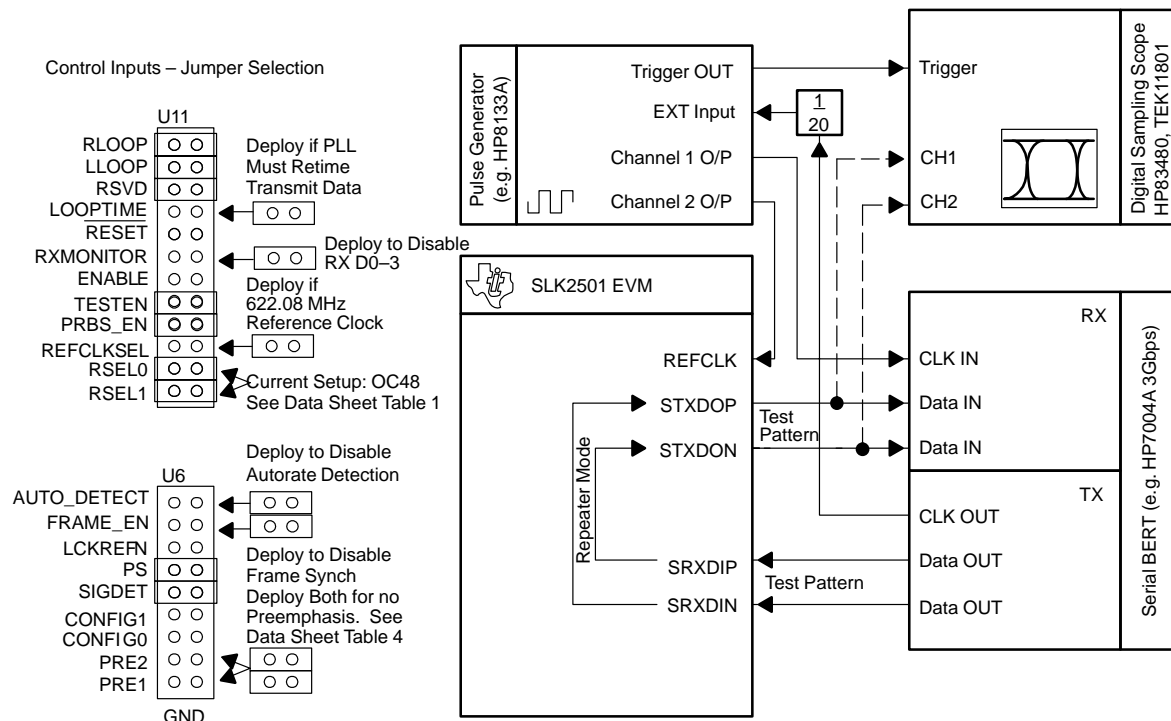 Control Inputs – Jumper Selection
U11
RLOOP
LLOOP
RSVD
LOOPTIME
RESET
RXMONITOR
ENABLE
TESTEN
PRBS_EN
REFCLKSEL
RSEL0
RSEL1
Deploy if PLL
Must Retime
Transmit Data
Deploy to Disable
RX D0–3
Deploy if
622.08 MHz
Reference Clock
Current Setup: OC48
See Data Sheet Table 1
U6
AUTO_DETECT
FRAME_EN
LCKREFN
PS
SIGDET
CONFIG1
CONFIG0
PRE2
PRE1
GND
Deploy to Disable
Autorate Detection
Deploy to Disable
Frame Synch
Deploy Both for no
Preemphasis. See
Data Sheet Table 4
Pulse Generator
(e.g. HP8133A)
Trigger OUT
EXT Input
Channel 1 O/P
Channel 2 O/P
1
20
Trigger
CH1
CH2
Digital Sampling Scope
HP83480, TEK11801
SLK2501 EVM
REFCLK
STXDOP
STXDON
SRXDIP
SRXDIN
Repeater Mode
Test
Pattern
Test Pattern
RX
CLK IN
Data IN
Data IN
TX
CLK OUT
Data OUT
Data OUT
Serial BERT (e.g. HP7004A 3Gbps)